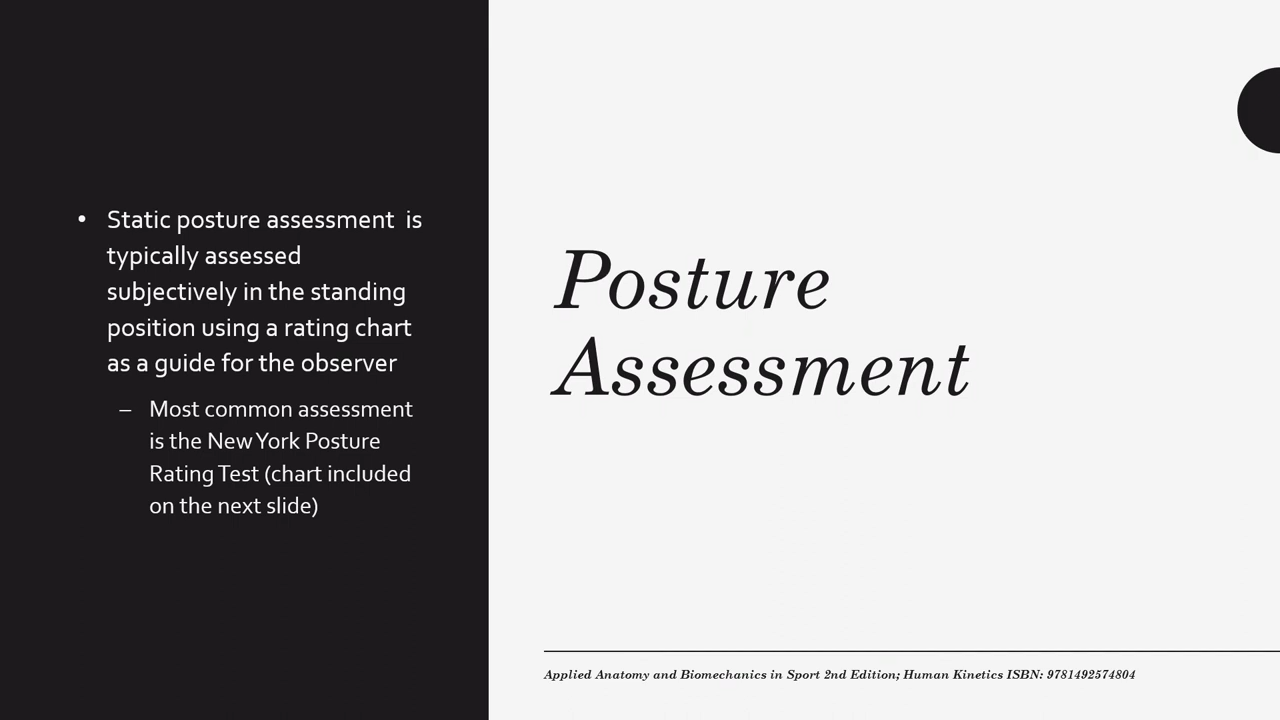 • Static posture assessment  is
typically assessed
subjectively in the standing
position using a rating chart
as a guide for the observer
– Most common assessment
is the New York Posture
Rating Test (chart included
on the next slide)
Posture
Assessment
Applied Anatomy and Biomechanics in Sport 2nd Edition; Human Kinetics ISBN: 9781492574804